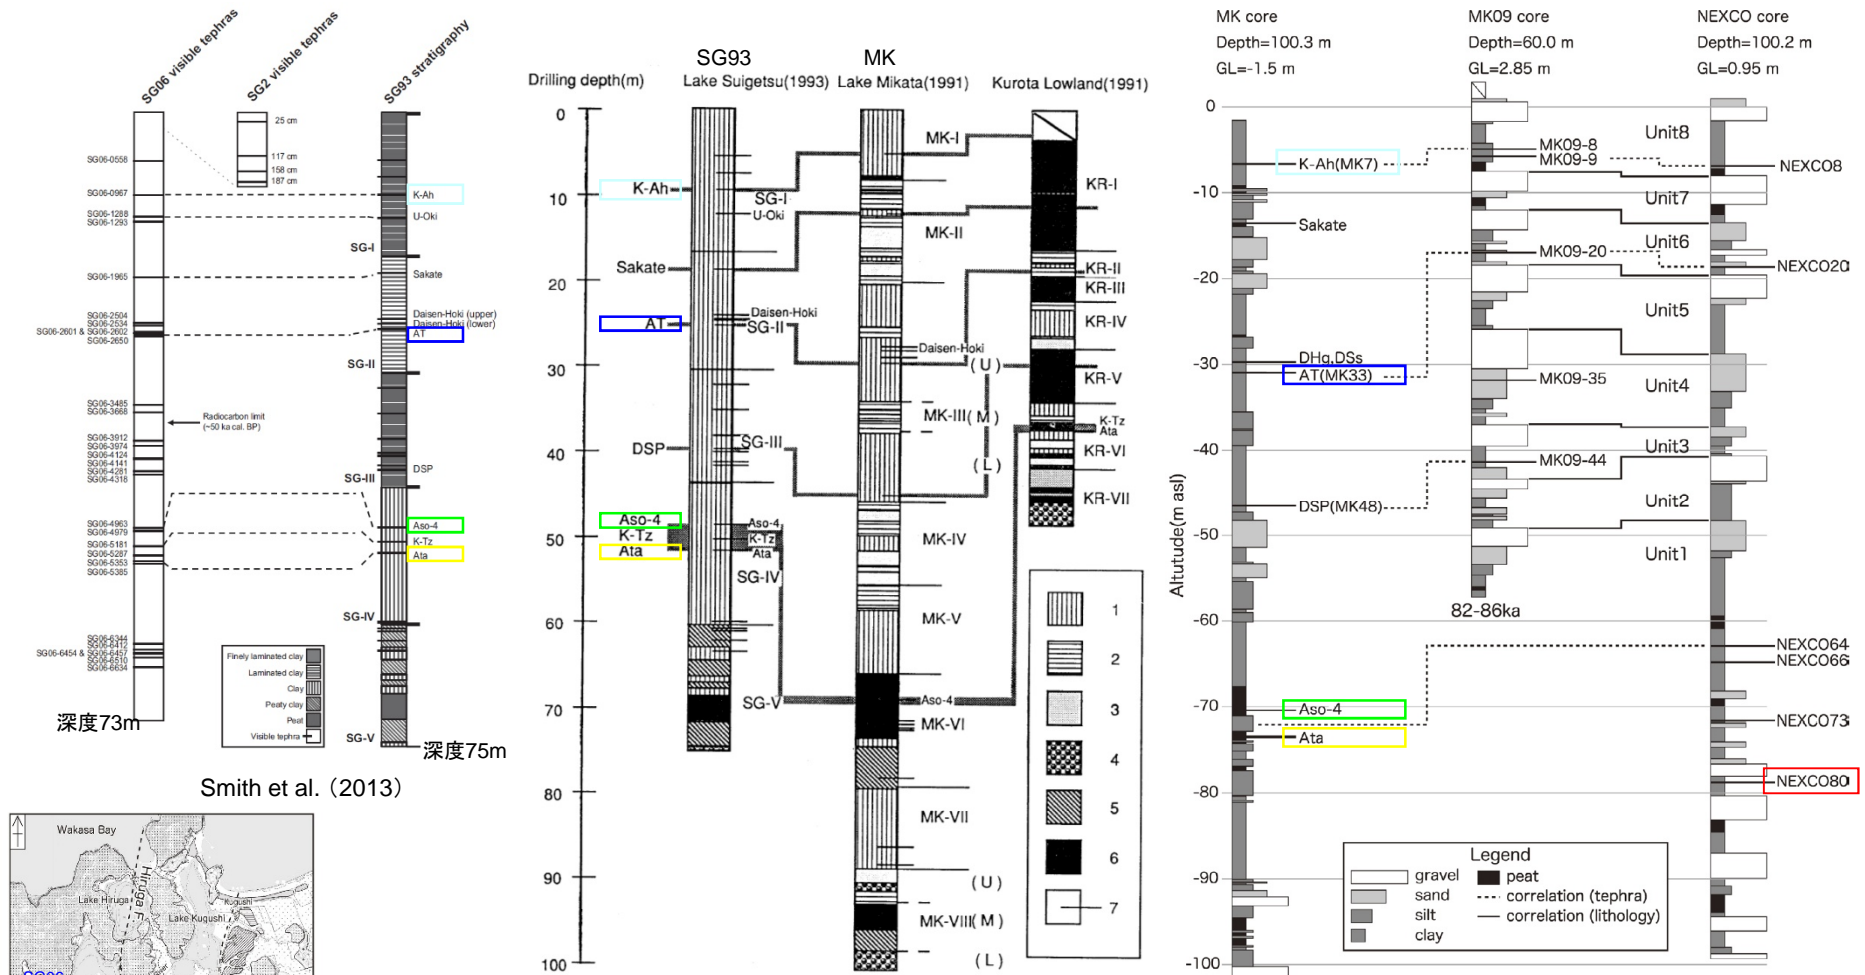 SG06 visible tephras
SG2 visible tephras
SG93 stratigraphy
25 cm
117 cm
158 cm
187 cm
SG06-0558
SG06-0967
SG06-1288
SG06-1293
SG06-1965
SG06-2504
SG06-2534
SG06-2601 & SG06-2602
SG06-2650
SG06-3485
SG06-3668
SG06-3912
SG06-3974
SG06-4124
SG06-4141
SG06-4281
SG06-4318
SG06-4963
SG06-4979
SG06-5181
SG06-5287
SG06-5353
SG06-5385
SG06-6344
SG06-6412
SG06-6454 & SG06-6457
SG06-6510
SG06-6634
Radiocarbon limit
(~50 ka cal. BP)
K-Ah
U-Oki
SG-I
Sakate
Daisen-Hoki (upper)
Daisen-Hoki (lower)
AT
SG-II
DSP
SG-III
Aso-4
K-Tz
Ata
SG-IV
SG-V
Finely laminated clay
Laminated clay
Clay
Peaty clay
Peat
Visible tephra
深度73m
深度75m
Smith et al. (2013)
Wakasa Bay
Hiruga F.
Lake Hiruga
Lake Kugushi
Kugushi
SG06
SG93
MK
Drilling depth(m)
Lake Suigetsu(1993)
Lake Mikata(1991)
Kurota Lowland(1991)
0
10
20
30
40
50
60
70
80
90
100
K-Ah
Sakate
AT
DSP
Aso-4
K-Tz
Ata
SG-I
U-Oki
Daisen-Hoki
SG-II
SG-III
Aso-4
K-Tz
Ata
SG-IV
SG-V
MK-I
MK-II
Daisen-Hoki
(U)
MK-III(M)
(L)
MK-IV
MK-V
Aso-4
MK-VI
MK-VII
(U)
MK-VIII(M)
(L)
KR-I
KR-II
KR-III
KR-IV
KR-V
K-Tz
Ata
KR-VI
KR-VII
1
2
3
4
5
6
7
MK core
Depth=100.3 m
GL=-1.5 m
MK09 core
Depth=60.0 m
GL=2.85 m
NEXCO core
Depth=100.2 m
GL=0.95 m
Altutude(m asl)
0
-10
-20
-30
-40
-50
-60
-70
-80
-90
-100
K-Ah(MK7)
Sakate
DHg,DSs
AT(MK33)
DSP(MK48)
Aso-4
Ata
MK09-8
MK09-9
MK09-20
MK09-35
MK09-44
82-86ka
Unit8
Unit7
Unit6
Unit5
Unit4
Unit3
Unit2
Unit1
NEXCO8
NEXCO20
NEXCO64
NEXCO66
NEXCO73
NEXCO80
Legend
gravel
sand
silt
clay
peat
correlation (tephra)
correlation (lithology)